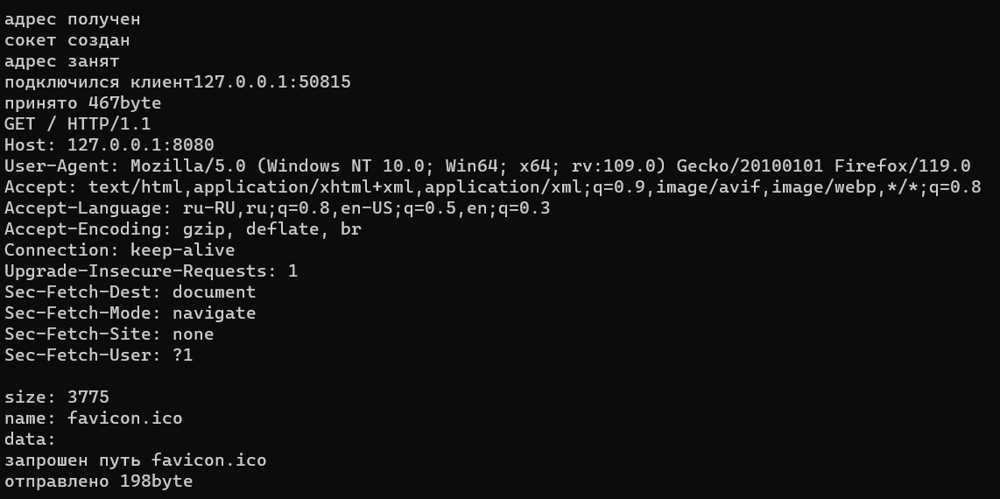 адрес получен
сокет создан
адрес занят
подключился клиент127.0.0.1:50815
принято 467byte
GET / HTTP/1.1
Host: 127.0.0.1:8080
User-Agent: Mozilla/5.0 (Windows NT 10.0; Win64; x64; rv:109.0) Gecko/20100101 Firefox/119.0
Accept: text/html,application/xhtml+xml,application/xml;q=0.9,image/avif,image/webp,*/*;q=0.8
Accept-Language: ru-RU,ru;q=0.8,en-US;q=0.5,en;q=0.3
Accept-Encoding: gzip, deflate, br
Connection: keep-alive
Upgrade-Insecure-Requests: 1
Sec-Fetch-Dest: document
Sec-Fetch-Mode: navigate
Sec-Fetch-Site: none
Sec-Fetch-User: ?1

size: 3775
name: favicon.ico
data:
запрошен путь favicon.ico
отправлено 198byte